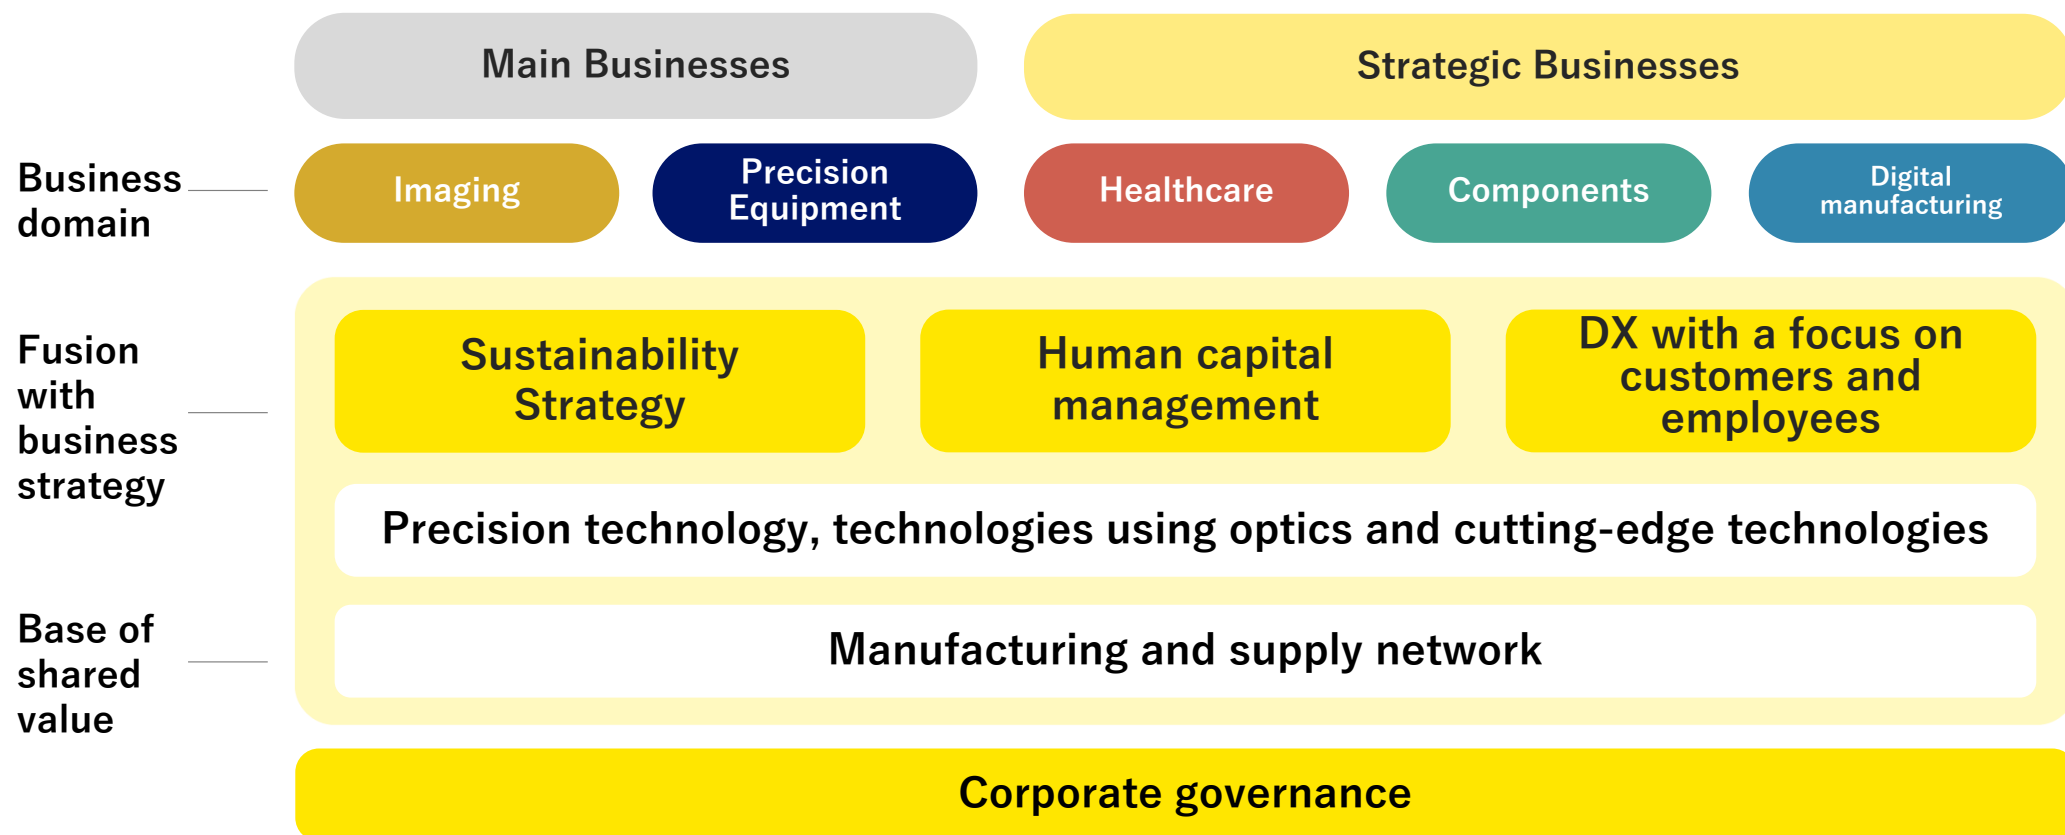 Main Businesses
Strategic Businesses
Business
domain
Imaging
Precision
Equipment
Healthcare
Components
Digital
manufacturing
Fusion
with
business
strategy
Sustainability
Strategy
Human capital
management
DX with a focus on
customers and
employees
Precision technology, technologies using optics and cutting-edge technologies
Base of
shared
value
Manufacturing and supply network
Corporate governance